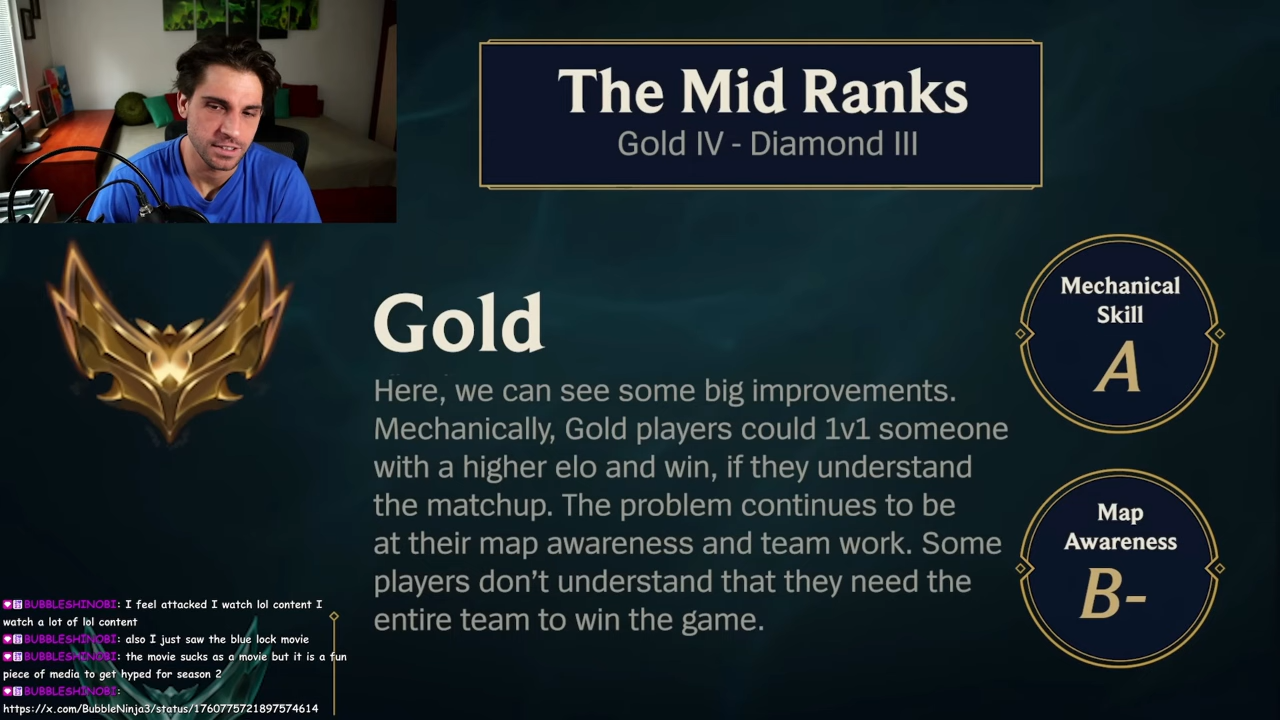 The Mid Ranks
Gold IV - Diamond III
Gold
Here, we can see some big improvements.
Mechanically, Gold players could 1v1 someone
with a higher elo and win, if they understand
the matchup. The problem continues to be
at their map awareness and team work. Some
players don’t understand that they need the
entire team to win the game.
Mechanical
Skill
A
Map
Awareness
B-
BUBBLESHINOBI: I feel attacked I watch lol content I
watch a lot of lol content
BUBBLESHINOBI: also I just saw the blue lock movie
BUBBLESHINOBI: the movie sucks as a movie but it is a fun
piece of media to get hyped for season 2
BUBBLESHINOBI:
https://x.com/BubbleNinja3/status/1760775721897574614